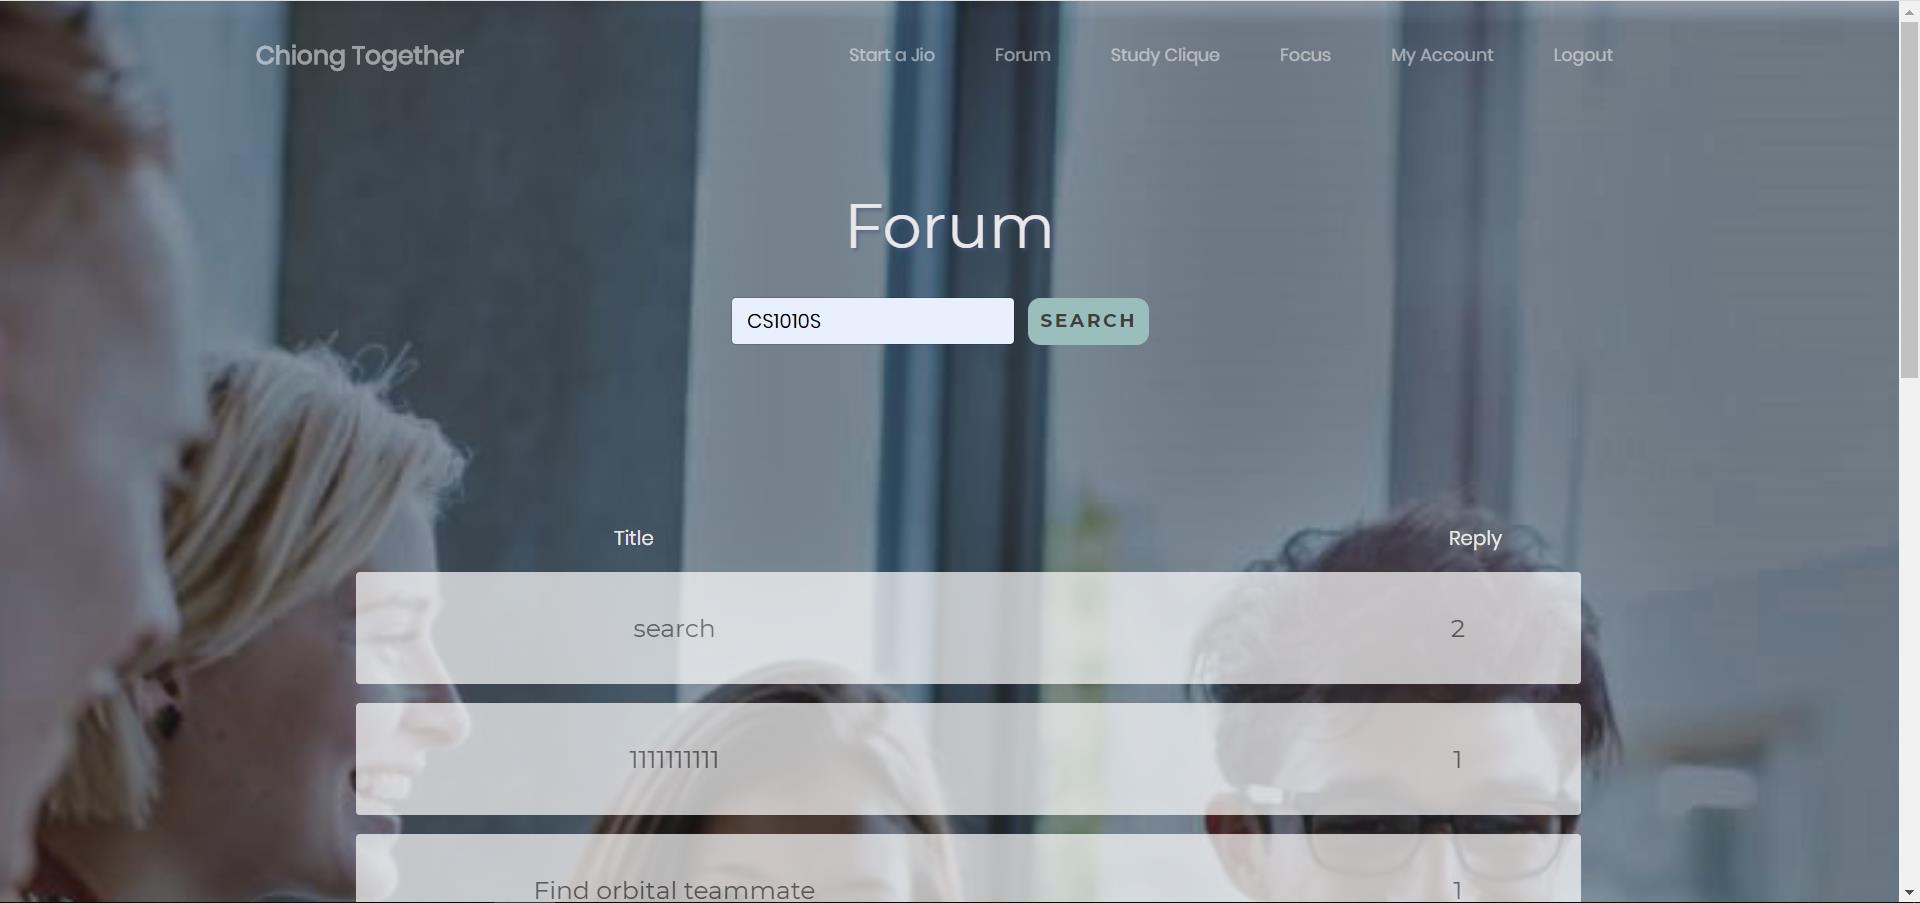 Chiong Together
Start a Jio
Forum
Study Clique
Focus
My Account
Logout
Forum
CS1010S
SEARCH
Title
Reply
search
2
1111111111
1
Find orbital teammate
1